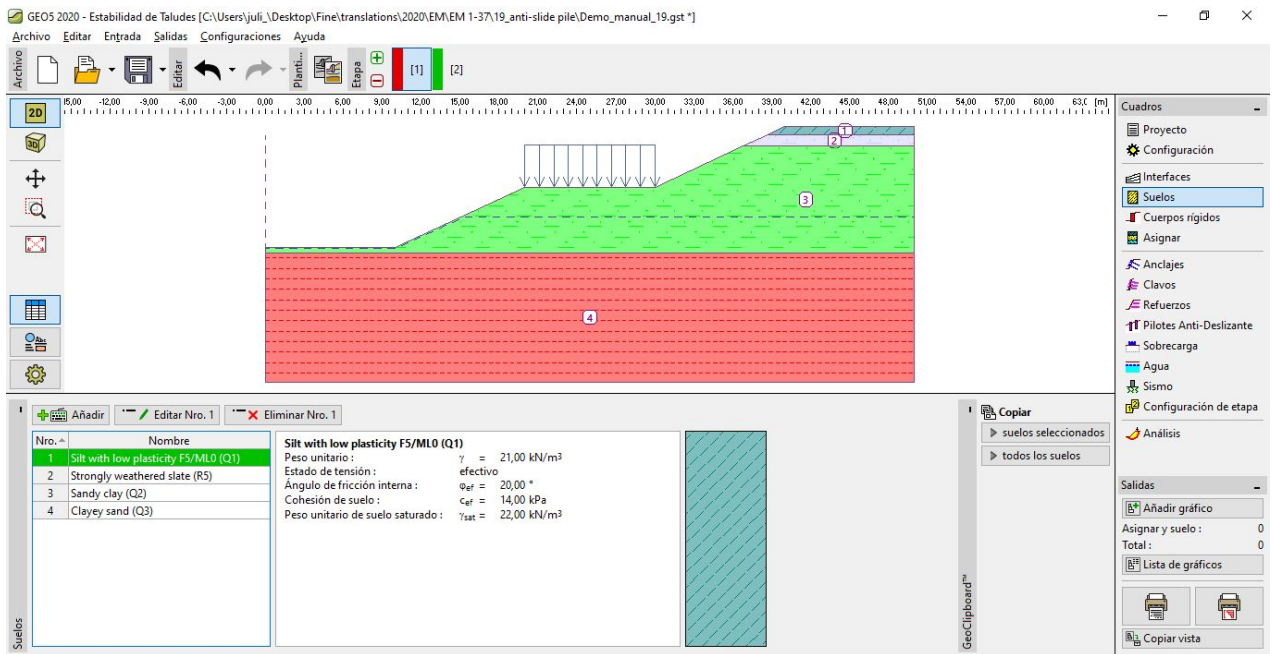 GEO5 2020 - Estabilidad de Taludes [C:\Users\juli_\Desktop\Fine\translations\2020\EM\EM 1-37\19_anti-slide pile\Demo_manual_19.gst *]
Archivo Editar Entrada Salidas Configuraciones Ayuda
Archivo
Editar
Planti...
Etapa
[1]
[2]
15,00 -12,00 -9,00 -6,00 -3,00 0,00 3,00 6,00 9,00 12,00 15,00 18,00 21,00 24,00 27,00 30,00 33,00 36,00 39,00 42,00 45,00 48,00 51,00 54,00 57,00 60,00 63,( [m]
2D
3D
1
2
3
4
Cuadros
Proyecto
Configuración
Interfaces
Suelos
Cuerpos rígidos
Asignar
Anclajes
Clavos
Refuerzos
Pilotes Anti-Deslizante
Sobrecarga
Agua
Sismo
Configuración de etapa
Análisis
Salidas
Añadir gráfico
Asignar y suelo : 0
Total : 0
Lista de gráficos
Copiar vista
Suelos
Añadir
Editar Nro. 1
Eliminar Nro. 1
Nro. Nombre
1 Silt with low plasticity F5/ML0 (Q1)
2 Strongly weathered slate (R5)
3 Sandy clay (Q2)
4 Clayey sand (Q3)
Silt with low plasticity F5/ML0 (Q1)
Peso unitario : γ = 21,00 kN/m3
Estado de tensión : efectivo
Ángulo de fricción interna : φef = 20,00 °
Cohesión de suelo : cef = 14,00 kPa
Peso unitario de suelo saturado : γsat = 22,00 kN/m3
GeoClipboard™
Copiar
suelos seleccionados
todos los suelos